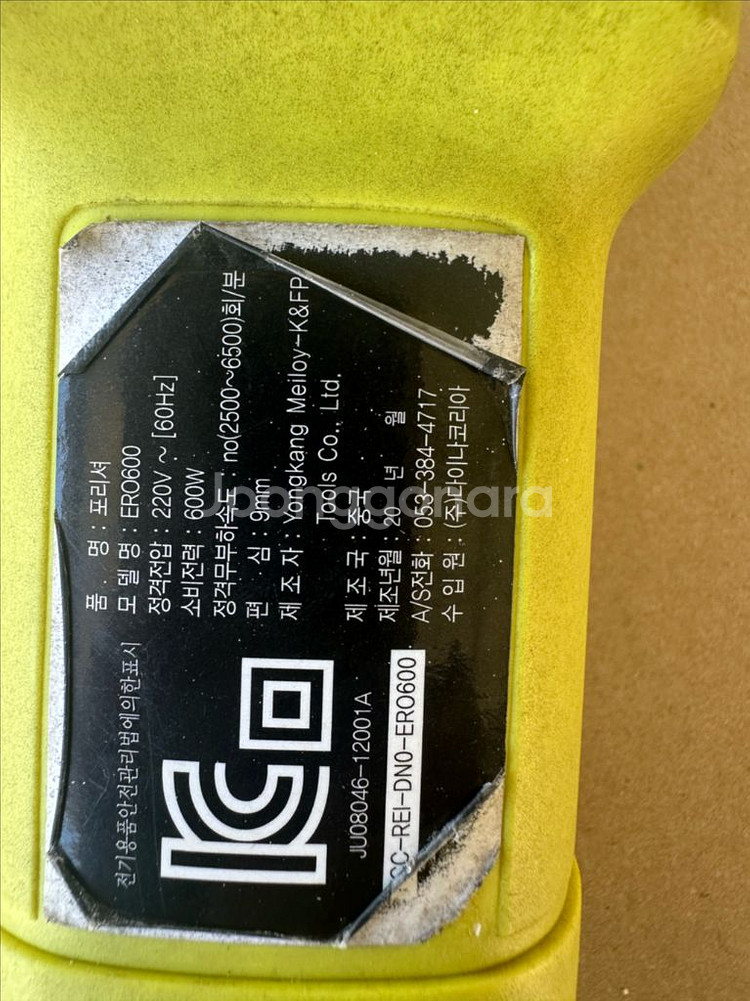 전기용품안전관리법에의한표시
JU08046-12001A
CC-REI-DN0-ERO600
품 . 명 : 포리셔
모델명 : ERO600
정격전압 : 220V ~ [60Hz]
소비전력 : 600W
정격무부하속도 : no(2500~6500)회/분
편 심 : 9mm
제 조 자 : Yongkang Meiloy-K&FP
Tools Co., Ltd.
제 조 국 : 중국
제조년월 : 20 년 월
A/S전화 : 053-384-4717
수 입 원 : (주)다이나코리아
Joonggonara